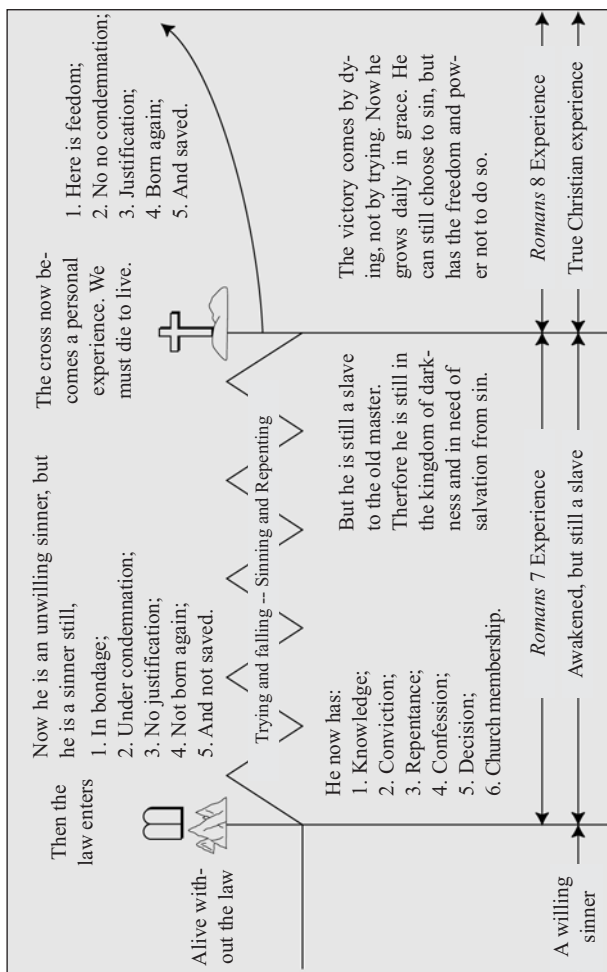 Alive with-
out the law
Then the
law enters
Now he is an unwilling sinner, but
he is a sinner still,
1. In bondage;
2. Under condemnation;
3. No justification;
4. Not born again;
5. And not saved.
The cross now be-
comes a personal
experience. We
must die to live.
1. Here is feedom;
2. No no condemnation;
3. Justification;
4. Born again;
5. And saved.
Trying and falling -- Sinning and Repenting
He now has:
1. Knowledge;
2. Conviction;
3. Repentance;
4. Confession;
5. Decision;
6. Church membership.
But he is still a slave
to the old master.
Therfore he is still in
the kingdom of dark-
ness and in need of
salvation from sin.
The victory comes by dy-
ing, not by trying. Now he
grows daily in grace. He
can still choose to sin, but
has the freedom and pow-
er not to do so.
Romans 7 Experience
Romans 8 Experience
A willing
sinner
Awakened, but still a slave
True Christian experience